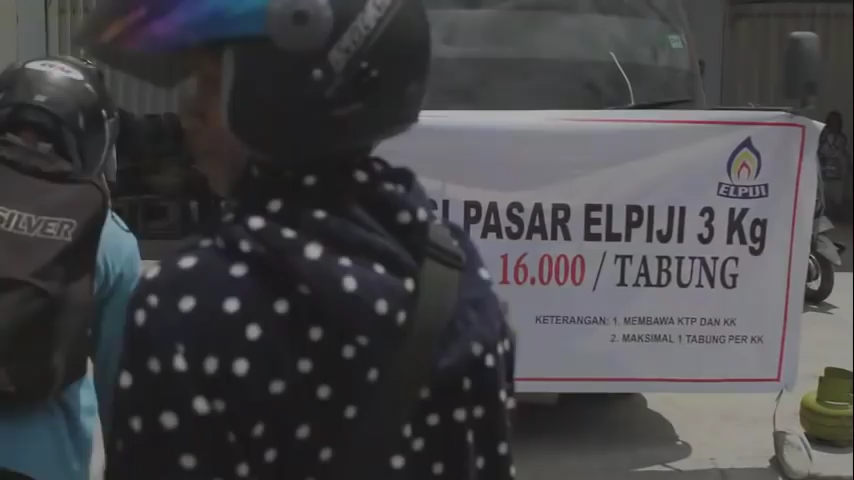 SILVER
ELPIJI
SI PASAR ELPIJI 3 Kg
16.000 / TABUNG
KETERANGAN: 1. MEMBAWA KTP DAN KK
2. MAKSIMAL 1 TABUNG PER KK